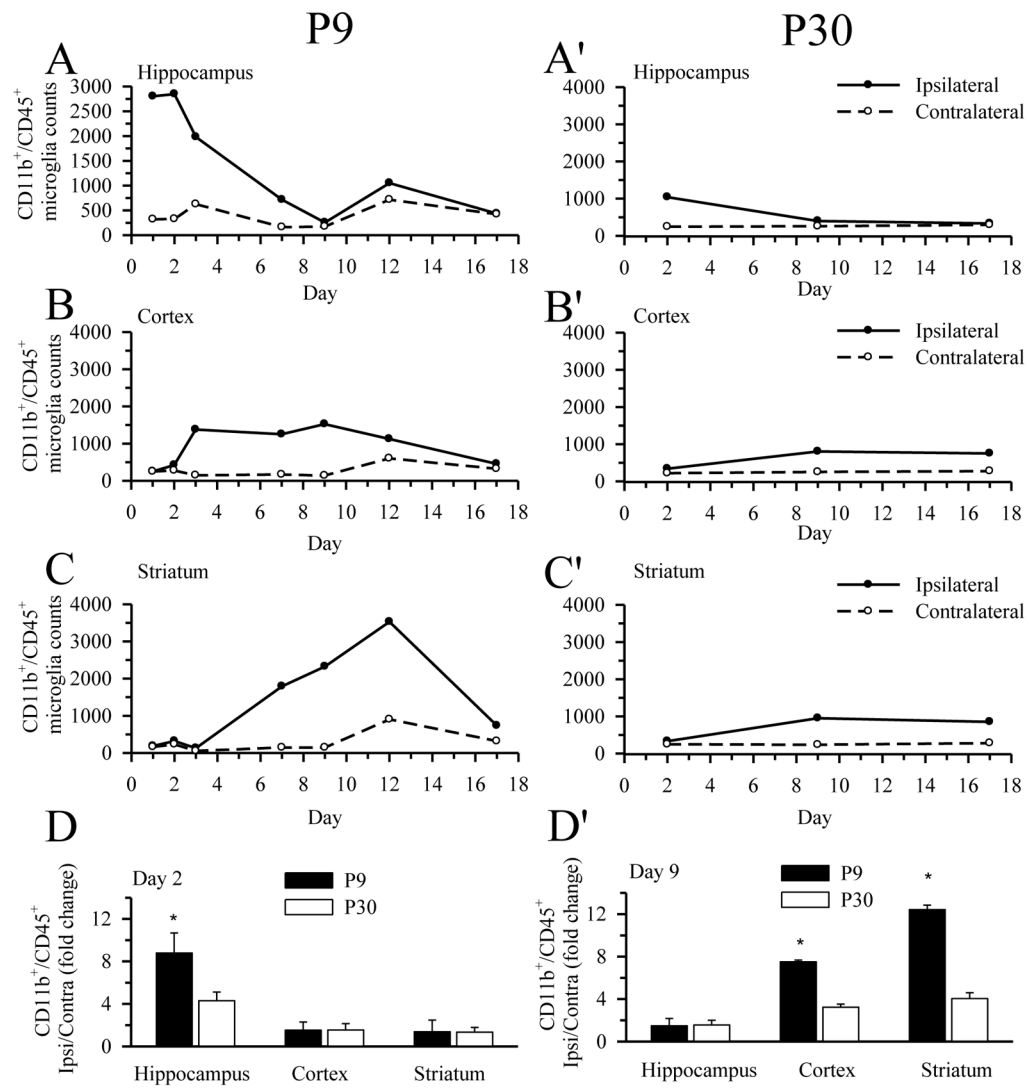 P9
P30
A
Hippocampus
CD11b⁺/CD45⁺
microglia counts
3000
2500
2000
1500
1000
500
0
0 2 4 6 8 10 12 14 16 18
Day
A'
Hippocampus
Ipsilateral
Contralateral
4000
3000
2000
1000
0
0 2 4 6 8 10 12 14 16 18
Day
B
Cortex
CD11b⁺/CD45⁺
microglia counts
4000
3000
2000
1000
0
0 2 4 6 8 10 12 14 16 18
Day
B'
Cortex
Ipsilateral
Contralateral
4000
3000
2000
1000
0
0 2 4 6 8 10 12 14 16 18
Day
C
Striatum
CD11b⁺/CD45⁺
microglia counts
4000
3000
2000
1000
0
0 2 4 6 8 10 12 14 16 18
Day
C'
Striatum
Ipsilateral
Contralateral
4000
3000
2000
1000
0
0 2 4 6 8 10 12 14 16 18
Day
D
Day 2
P9
P30
CD11b⁺/CD45⁺
Ipsi/Contra (fold change)
12
8
4
0
*
Hippocampus Cortex Striatum
D'
Day 9
P9
P30
CD11b⁺/CD45⁺
Ipsi/Contra (fold change)
12
8
4
0
*
*
Hippocampus Cortex Striatum